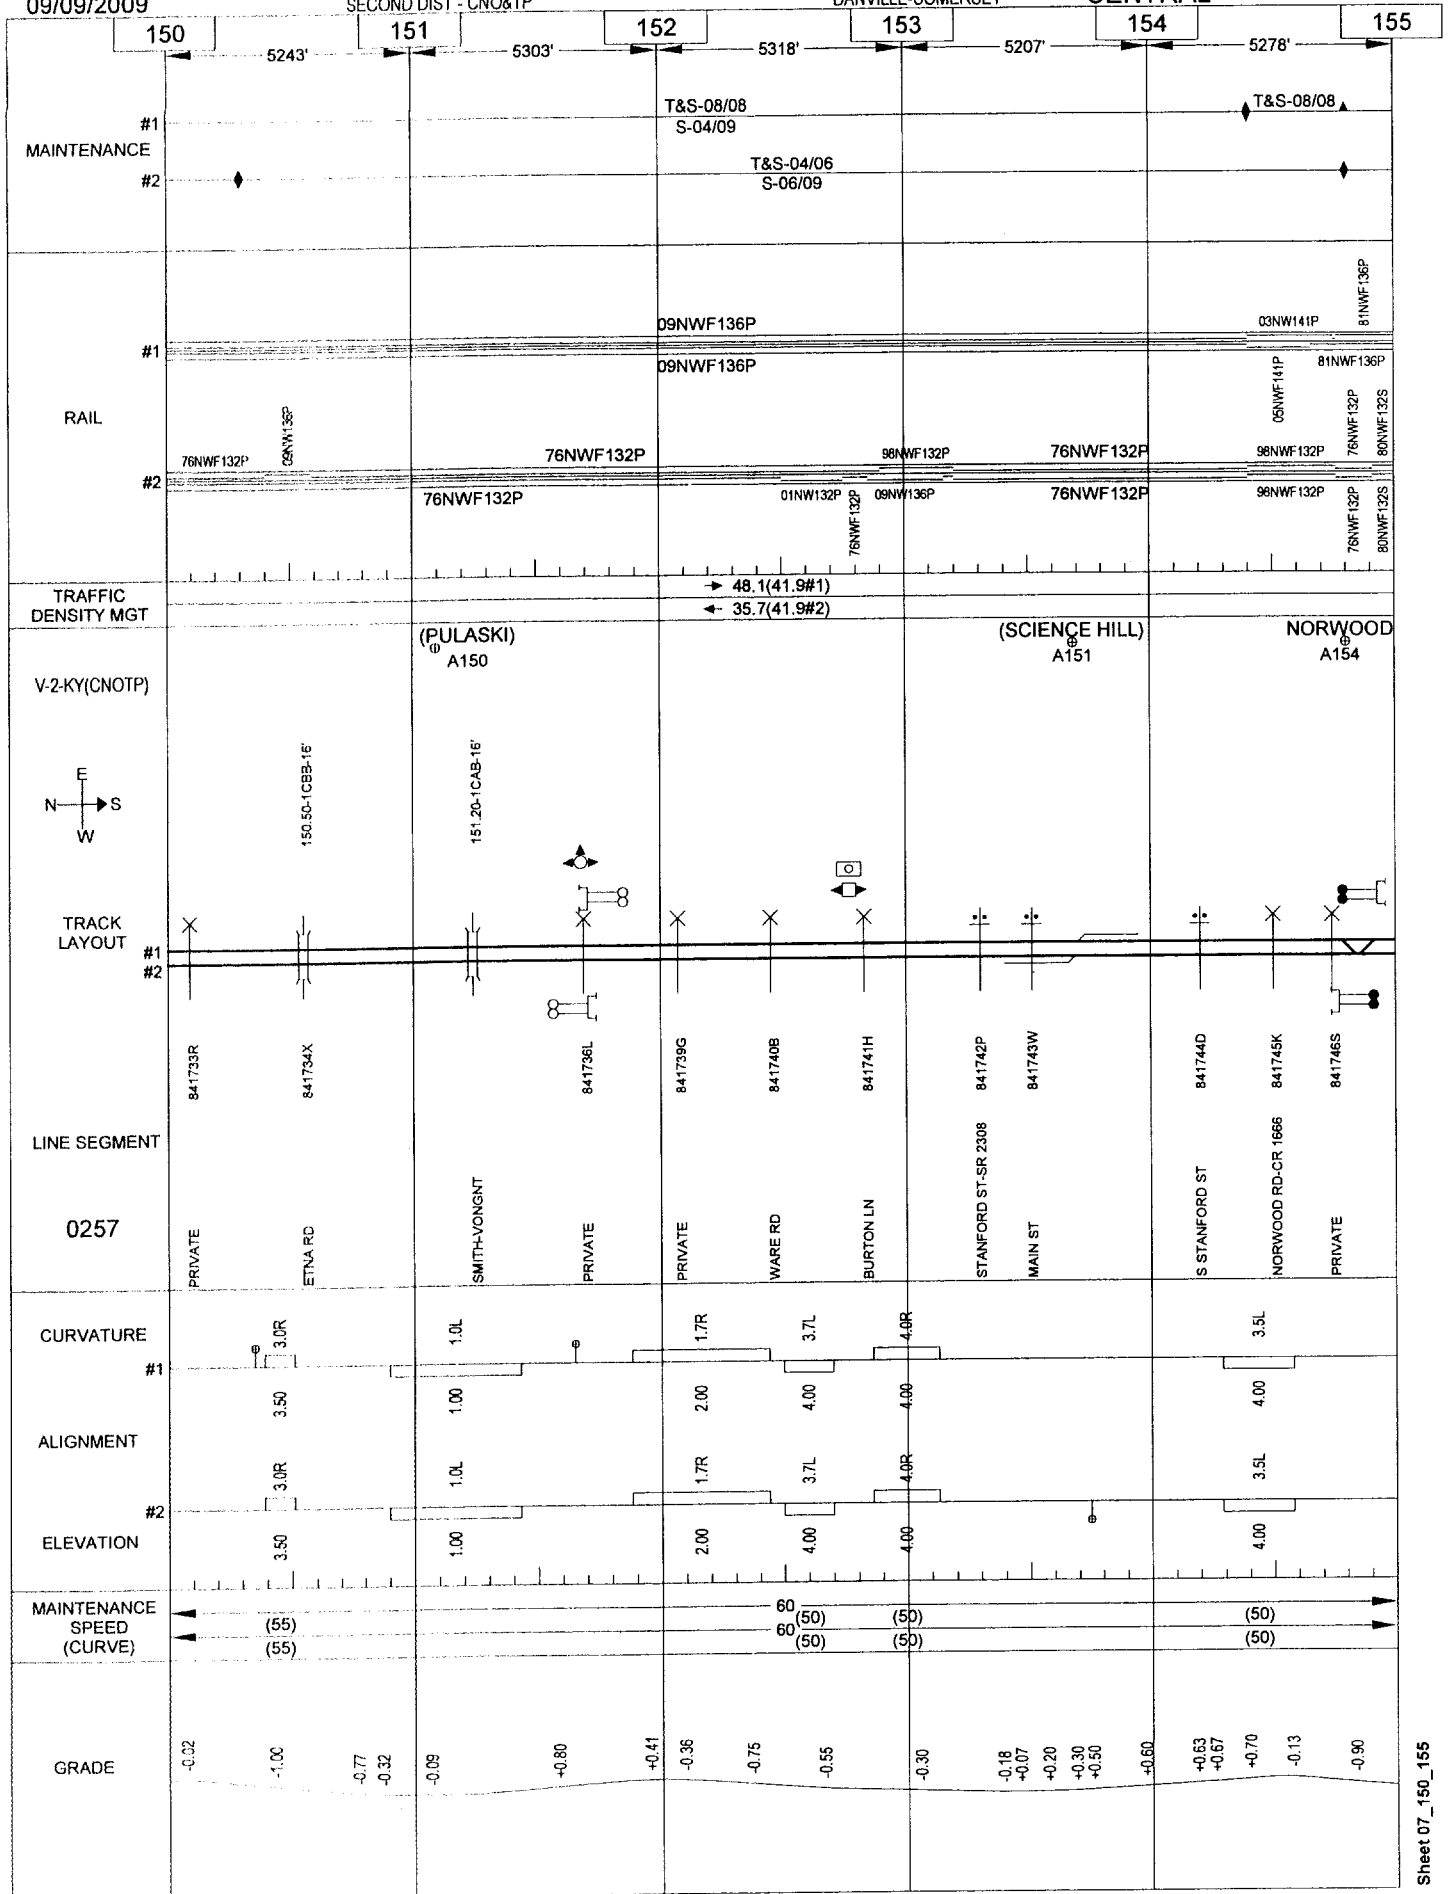 09/09/2009 SECOND DIST - CNO&TP DANVILLE-SOMERSET CENTRAL
150 151 152 153 154 155
5243' 5303' 5318' 5207' 5278'
MAINTENANCE
#1
T&S-08/08
S-04/09
T&S-08/08
#2
T&S-04/06
S-06/09
RAIL
#1
09NWF136P
09NWF136P
03NW141P
81NWF136P
05NWF141P
81NWF136P
#2
76NWF132P
09NW136P
76NWF132P
98NWF132P
76NWF132P
98NWF132P
76NWF132P
80NWF132S
76NWF132P
01NW132P
76NWF132P
09NW136P
76NWF132P
98NWF132P
76NWF132P
80NWF132S
TRAFFIC
DENSITY MGT
48.1(41.9#1)
35.7(41.9#2)
V-2-KY(CNOTP)
(PULASKI)
A150
(SCIENCE HILL)
A151
NORWOOD
A154
E
N S
W
150.50-1CBB-16'
151.20-1CAB-16'
TRACK
LAYOUT
#1
#2
841733R
841734X
841736L
841739G
841740B
841741H
841742P
841743W
841744D
841745K
841746S
LINE SEGMENT
0257
PRIVATE
ETNA RD
SMITH-VONGNT
PRIVATE
PRIVATE
WARE RD
BURTON LN
STANFORD ST-SR 2308
MAIN ST
S STANFORD ST
NORWOOD RD-CR 1666
PRIVATE
CURVATURE
#1
3.0R 1.0L 1.7R 3.7L 4.0R 3.5L
3.50 1.00 2.00 4.00 4.00 4.00
ALIGNMENT
#2
3.0R 1.0L 1.7R 3.7L 4.0R 3.5L
ELEVATION
3.50 1.00 2.00 4.00 4.00 4.00
MAINTENANCE
SPEED
(CURVE)
60
(55) (50) (50) (50)
60
(55) (50) (50) (50)
GRADE
-0.02
-1.00
-0.77
-0.32
-0.09
+0.80
+0.41
-0.36
-0.75
-0.55
-0.30
-0.18
+0.07
+0.20
+0.30
+0.50
+0.60
+0.63
+0.67
+0.70
-0.13
-0.90
Sheet 07_150_155